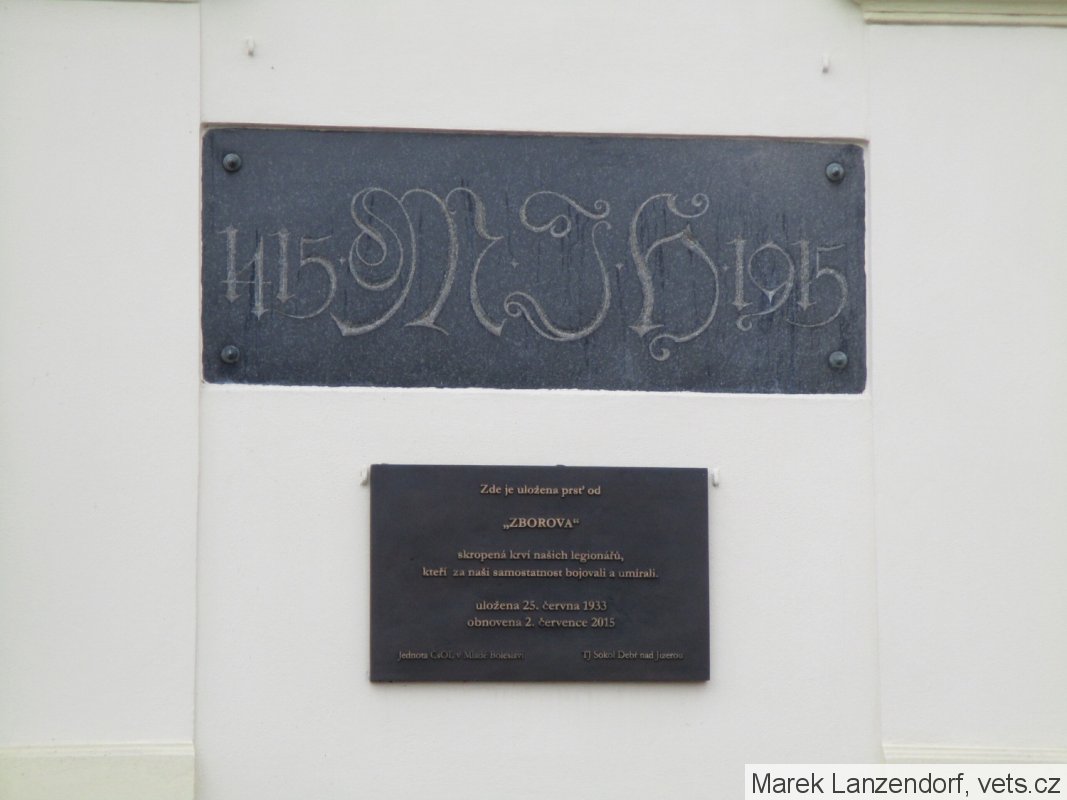 1415·M·J·H·1915
Zde je uložena prsť od
„ZBOROVA“
skropená krví našich legionářů,
kteří za naši samostatnost bojovali a umírali.
uložena 25. června 1933
obnovena 2. července 2015
Jednota ČsOL v Mladé Boleslavi
TJ Sokol Debř nad Jizerou
Marek Lanzendorf, vets.cz